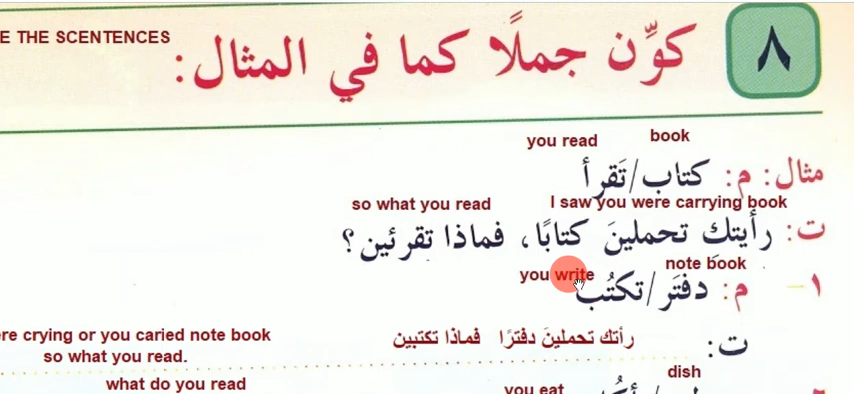 E THE SCENTENCES
٨
كوِّن جملًا كما في المثال:
you read book
مثال: م: كتاب/تَقرأ
so what you read I saw you were carrying book
ت: رأيتكِ تحملينَ كتابًا، فماذا تقرئين؟
you write note book
١- م: دفتَر/تكتُب
ere crying or you caried note book
so what you read.
ت: رأتك تحملينَ دفترًا فماذا تكتبين
what do you read
you eat dish